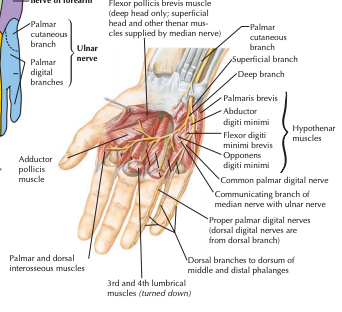 nerve of forearm
Palmar
cutaneous
branch
Ulnar
nerve
Palmar
digital
branches
Flexor pollicis brevis muscle
(deep head only; superficial
head and other thenar mus-
cles supplied by median nerve)
Palmar
cutaneous
branch
Superficial branch
Deep branch
Palmaris brevis
Abductor
digiti minimi
Flexor digiti
minimi brevis
Opponens
digiti minimi
Hypothenar
muscles
Common palmar digital nerve
Communicating branch of
median nerve with ulnar nerve
Proper palmar digital nerves
(dorsal digital nerves are
from dorsal branch)
Dorsal branches to dorsum of
middle and distal phalanges
Adductor
pollicis
muscle
Palmar and dorsal
interosseous muscles
3rd and 4th lumbrical
muscles (turned down)